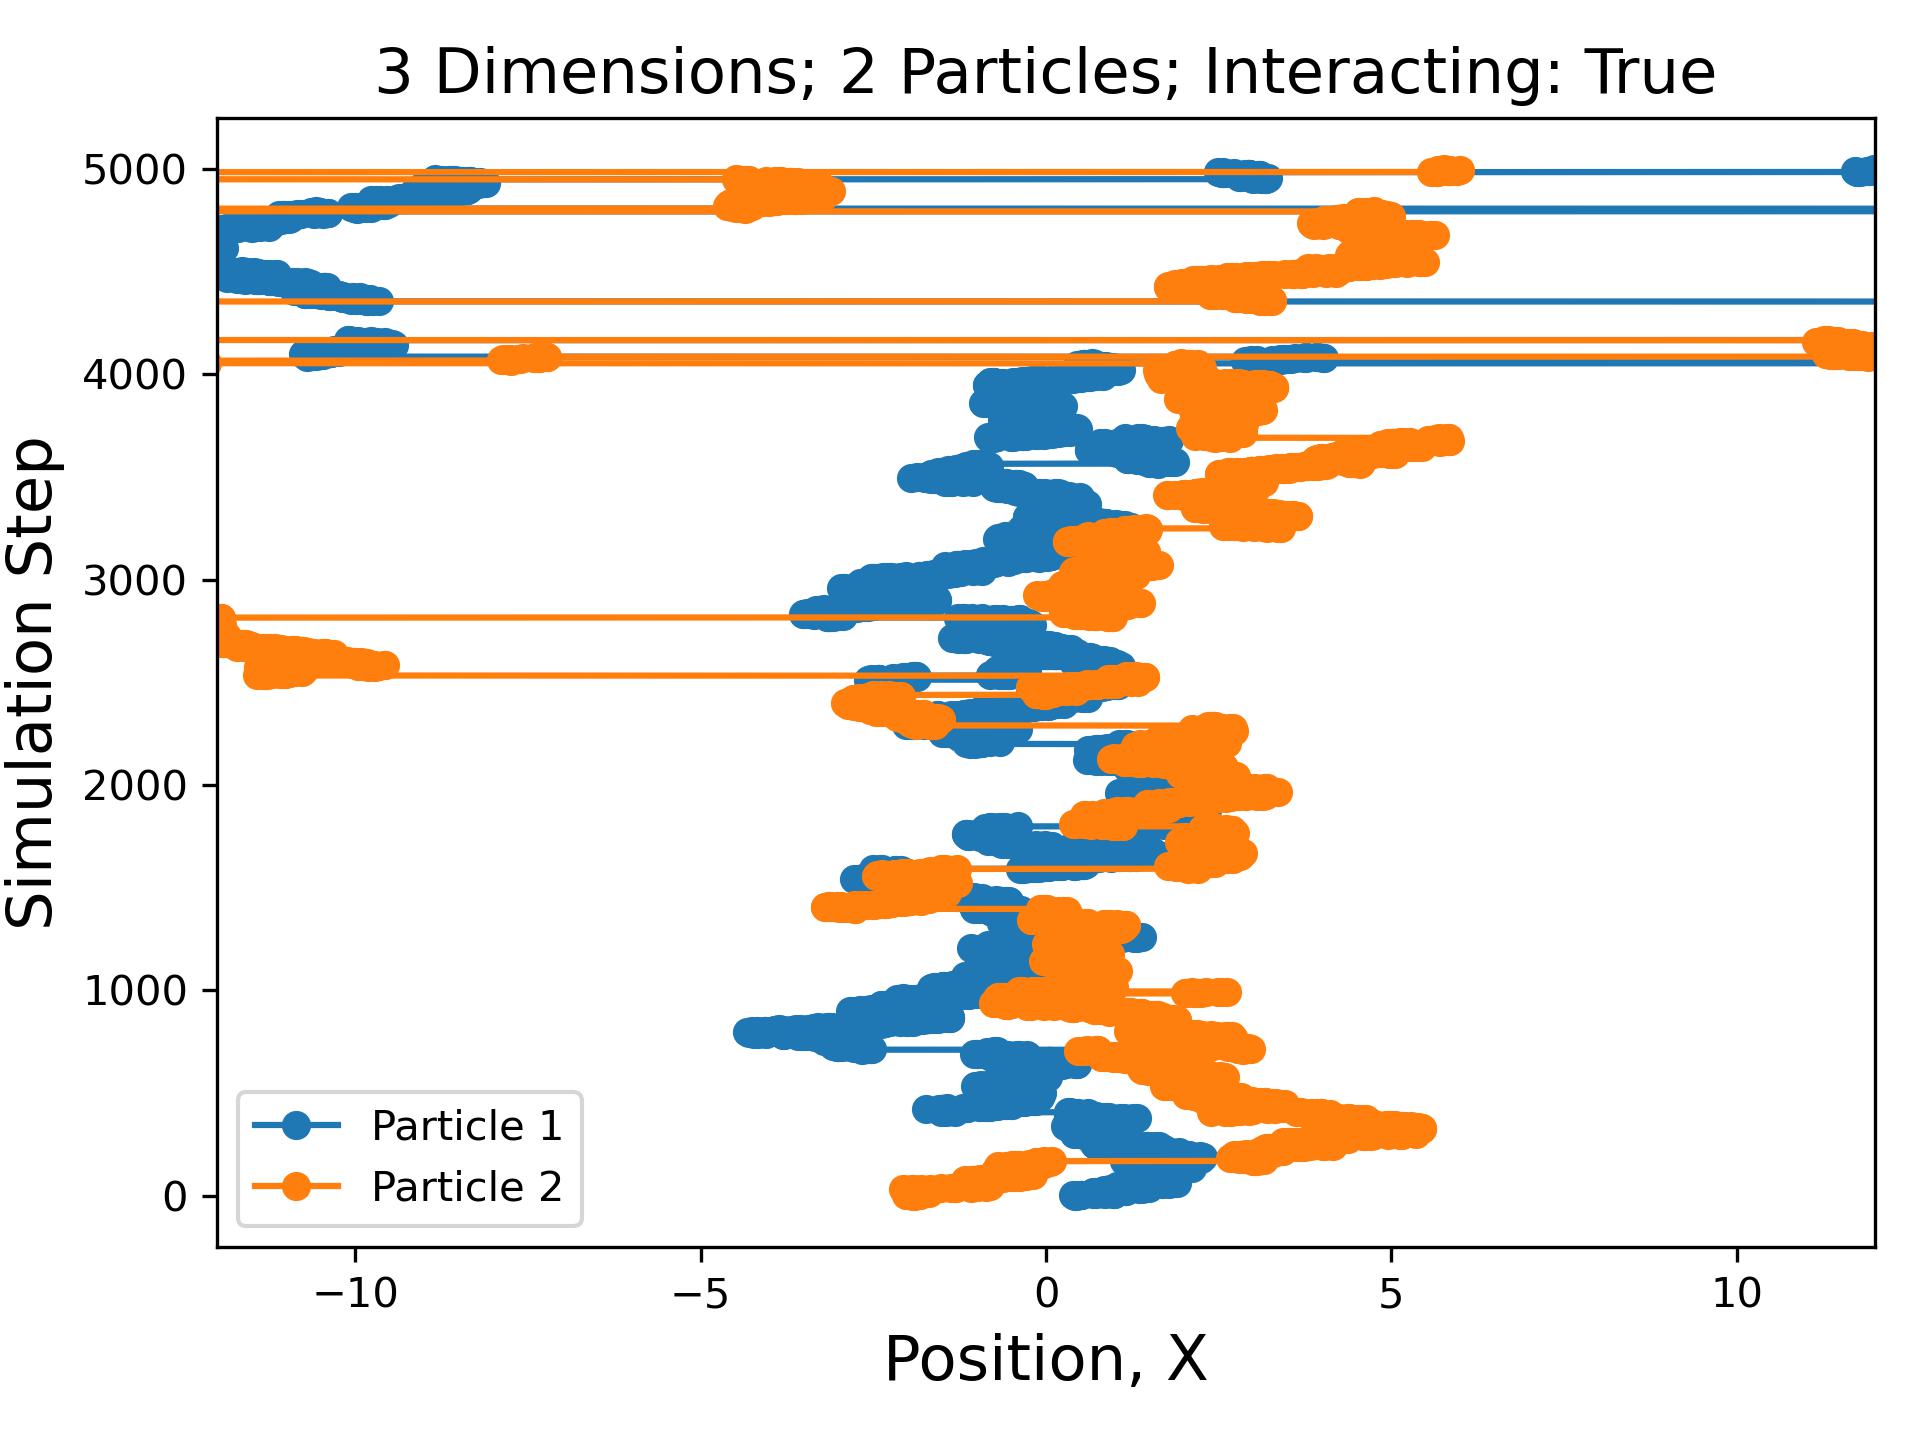 3 Dimensions; 2 Particles; Interacting: True
Simulation Step
5000
4000
3000
2000
1000
0
Particle 1
Particle 2
−10
−5
0
5
10
Position, X